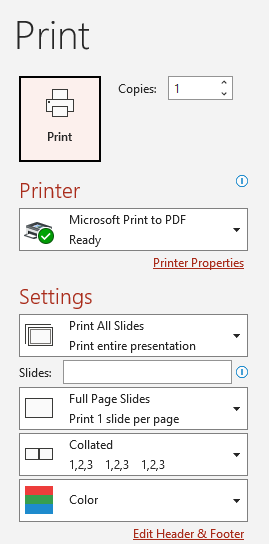 Print
Copies: 1
Print
Printer
Microsoft Print to PDF
Ready
Printer Properties
Settings
Print All Slides
Print entire presentation
Slides:
Full Page Slides
Print 1 slide per page
Collated
1,2,3 1,2,3 1,2,3
Color
Edit Header & Footer